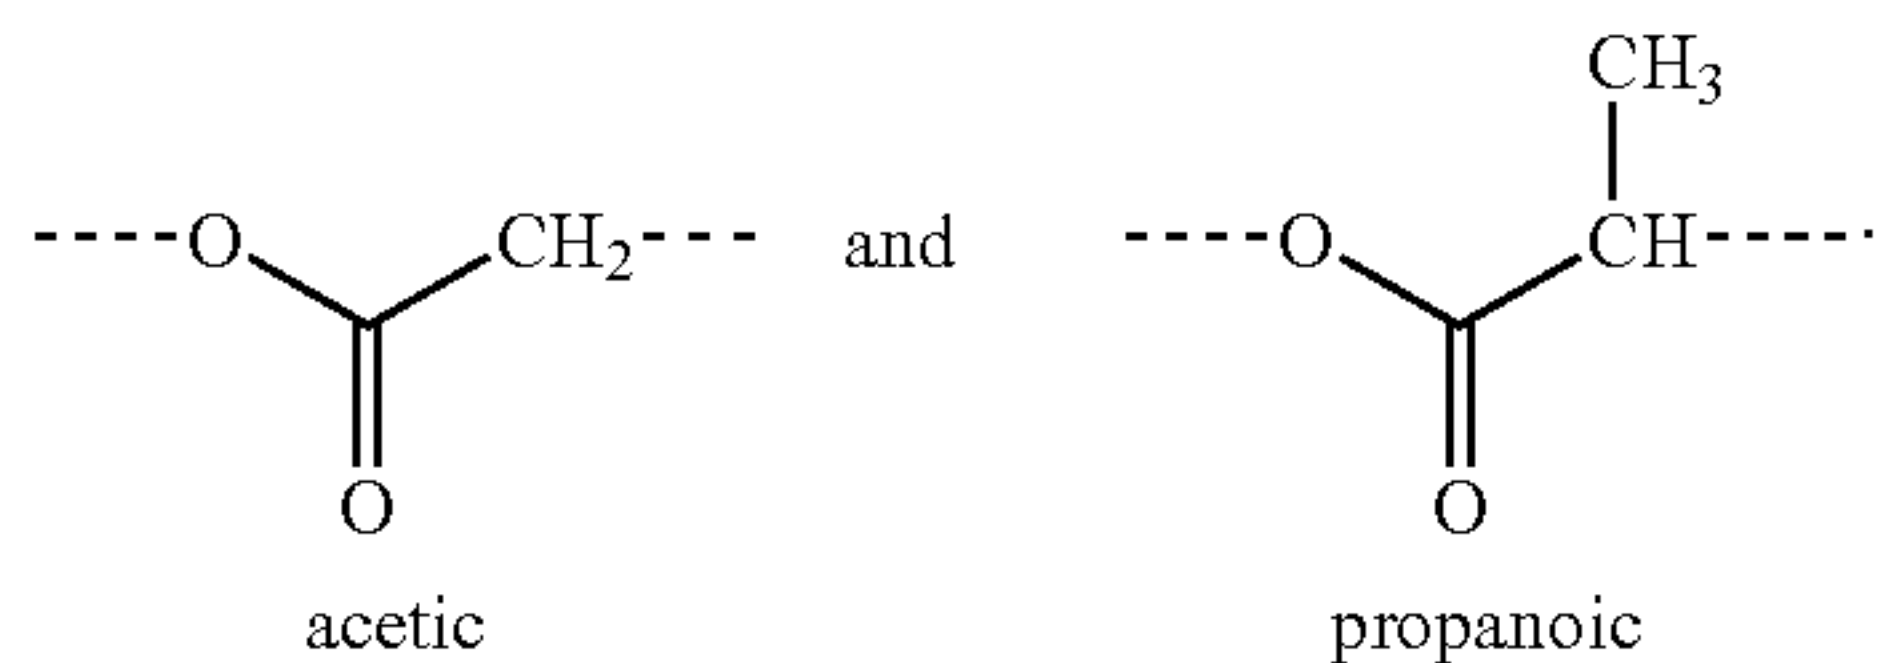 CH₃
O CH₂ and O CH
O O
acetic propanoic